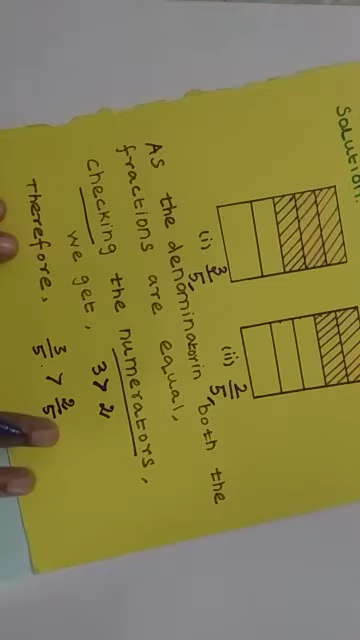 Solution.
(i) 3/5,
(ii) 2/5,
As the denominator in both the
fractions are equal,
checking the numerators,
we get, 3 > 2,
Therefore, 3/5 > 2/5